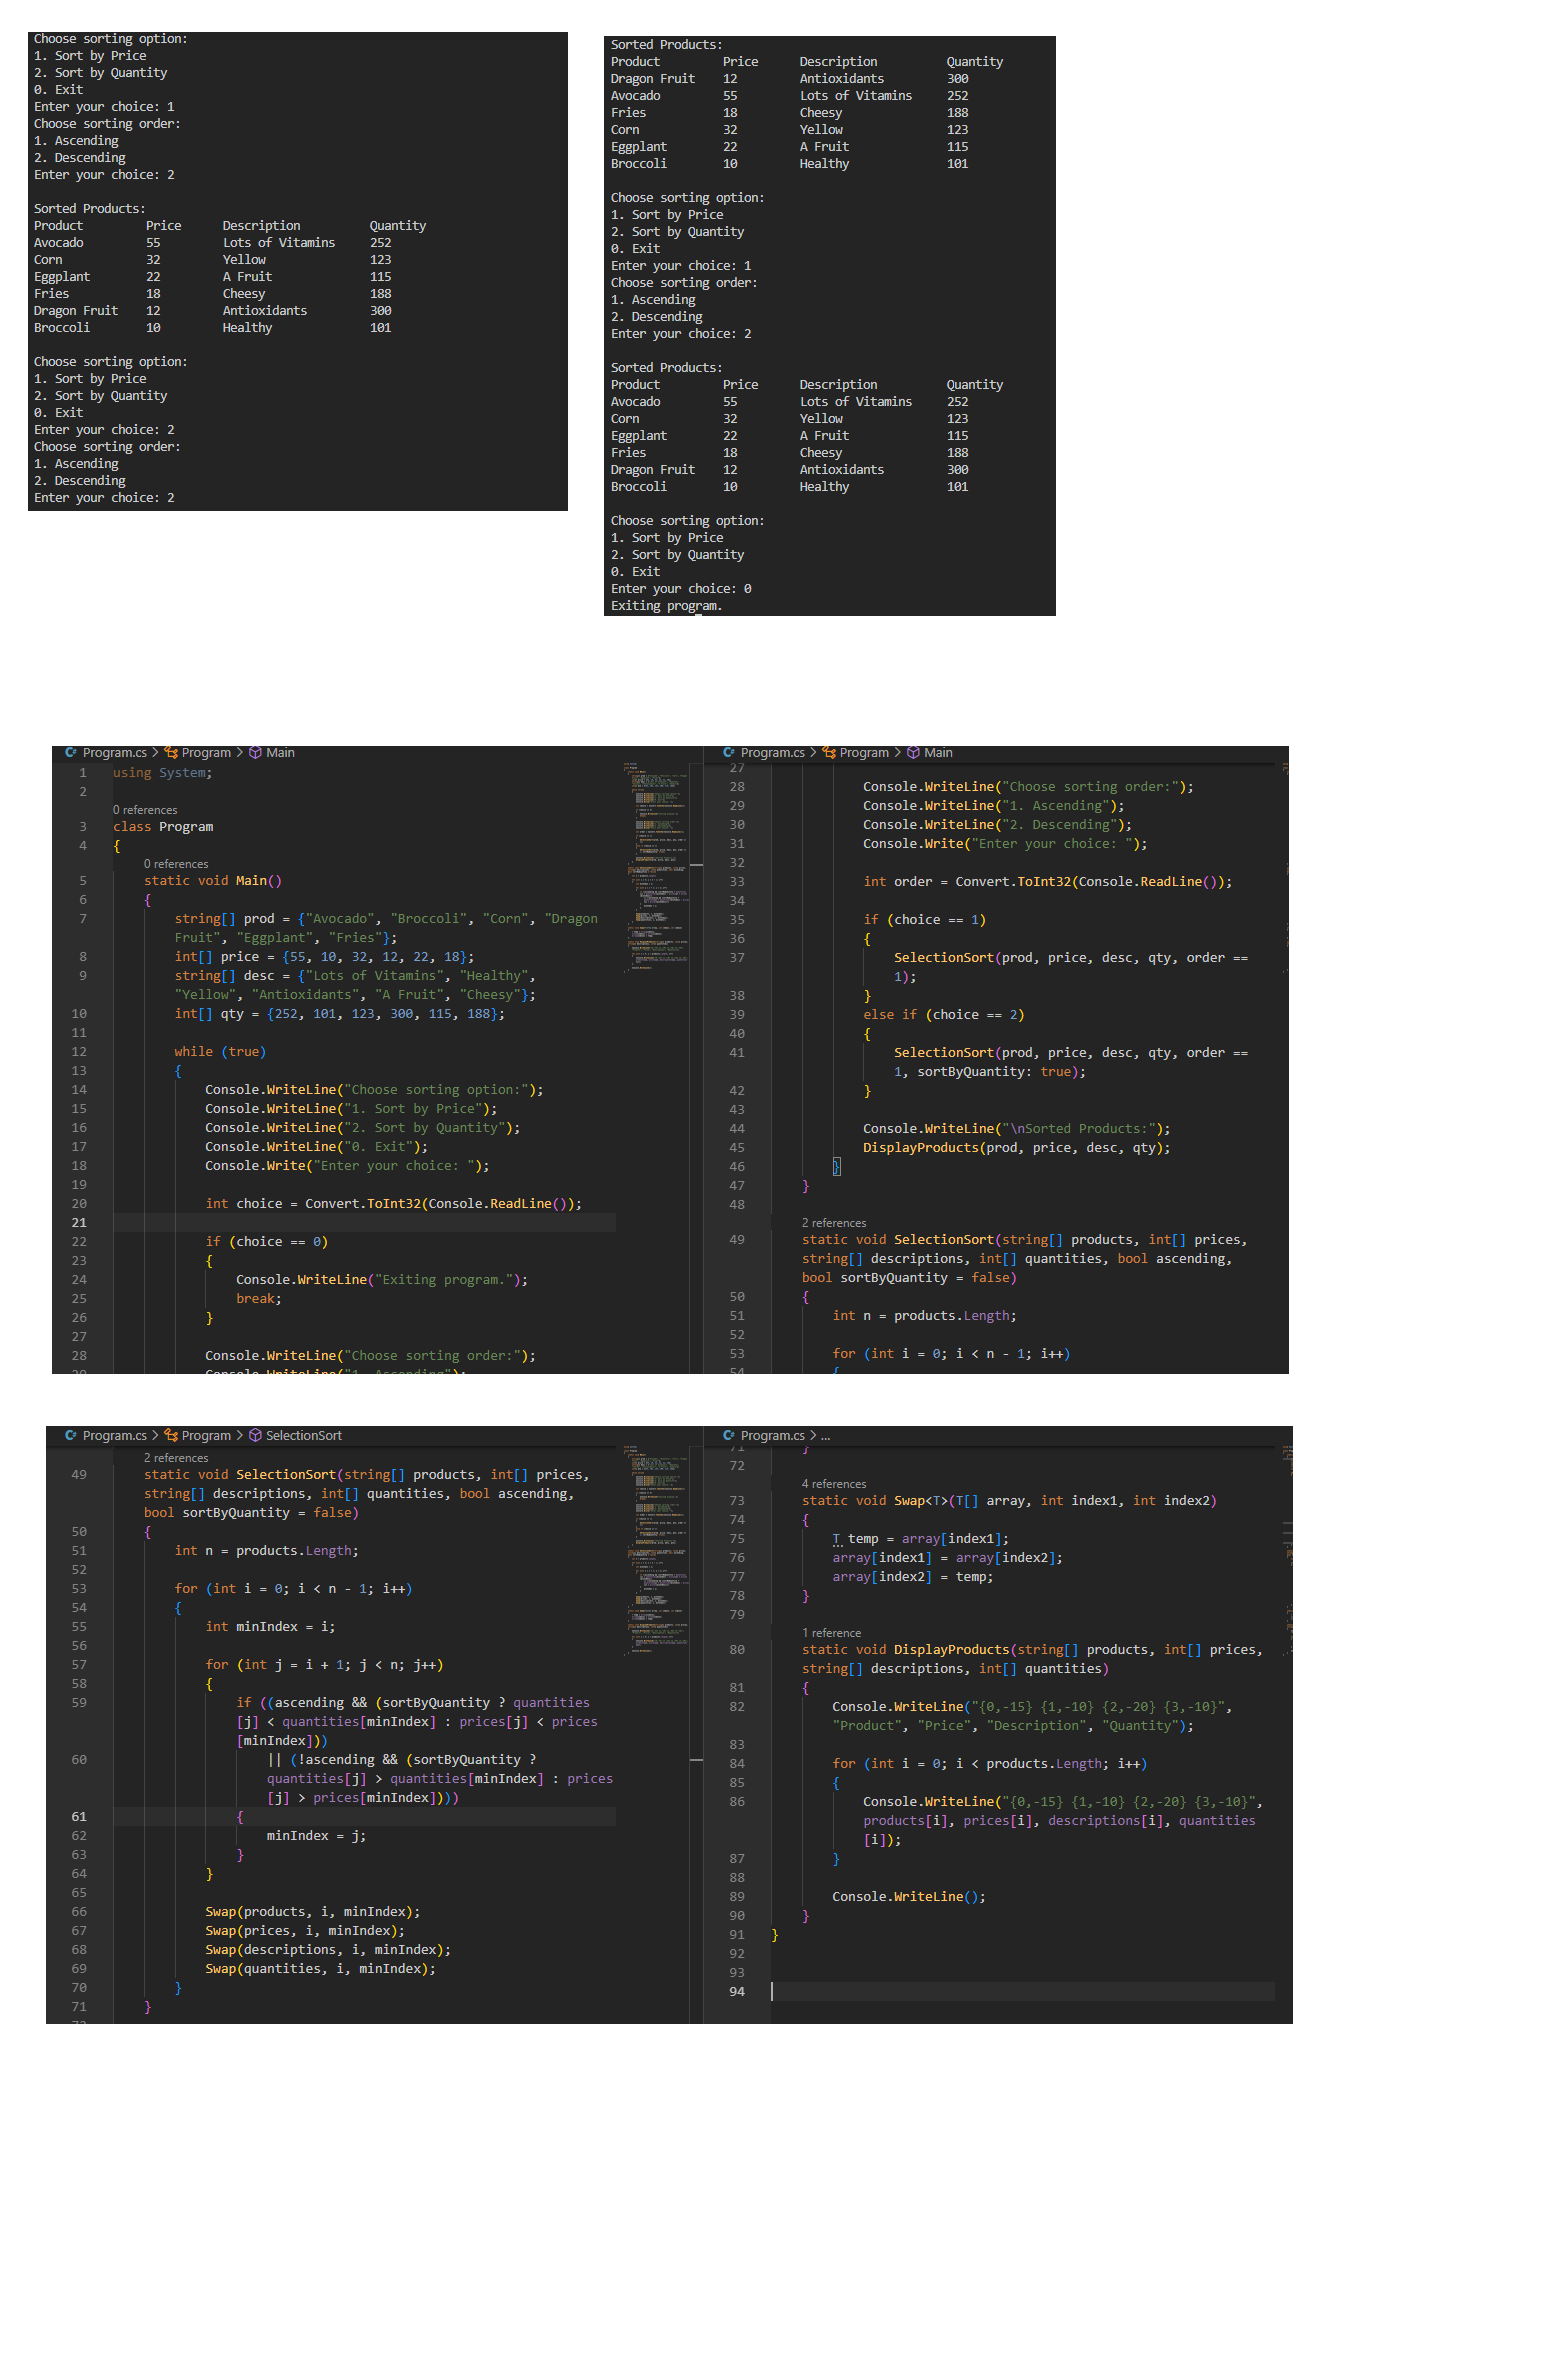 Choose sorting option:
1. Sort by Price
2. Sort by Quantity
0. Exit
Enter your choice: 1
Choose sorting order:
1. Ascending
2. Descending
Enter your choice: 2
Sorted Products:
Product Price Description Quantity
Avocado 55 Lots of Vitamins 252
Corn 32 Yellow 123
Eggplant 22 A Fruit 115
Fries 18 Cheesy 188
Dragon Fruit 12 Antioxidants 300
Broccoli 10 Healthy 101
Choose sorting option:
1. Sort by Price
2. Sort by Quantity
0. Exit
Enter your choice: 2
Choose sorting order:
1. Ascending
2. Descending
Enter your choice: 2
Sorted Products:
Product Price Description Quantity
Dragon Fruit 12 Antioxidants 300
Avocado 55 Lots of Vitamins 252
Fries 18 Cheesy 188
Corn 32 Yellow 123
Eggplant 22 A Fruit 115
Broccoli 10 Healthy 101
Choose sorting option:
1. Sort by Price
2. Sort by Quantity
0. Exit
Enter your choice: 1
Choose sorting order:
1. Ascending
2. Descending
Enter your choice: 2
Sorted Products:
Product Price Description Quantity
Avocado 55 Lots of Vitamins 252
Corn 32 Yellow 123
Eggplant 22 A Fruit 115
Fries 18 Cheesy 188
Dragon Fruit 12 Antioxidants 300
Broccoli 10 Healthy 101
Choose sorting option:
1. Sort by Price
2. Sort by Quantity
0. Exit
Enter your choice: 0
Exiting program.
Program.cs > Program > Main
1 using System;
2
0 references
3 class Program
4 {
0 references
5 static void Main()
6 {
7 string[] prod = {"Avocado", "Broccoli", "Corn", "Dragon
Fruit", "Eggplant", "Fries"};
8 int[] price = {55, 10, 32, 12, 22, 18};
9 string[] desc = {"Lots of Vitamins", "Healthy",
"Yellow", "Antioxidants", "A Fruit", "Cheesy"};
10 int[] qty = {252, 101, 123, 300, 115, 188};
11
12 while (true)
13 {
14 Console.WriteLine("Choose sorting option:");
15 Console.WriteLine("1. Sort by Price");
16 Console.WriteLine("2. Sort by Quantity");
17 Console.WriteLine("0. Exit");
18 Console.Write("Enter your choice: ");
19
20 int choice = Convert.ToInt32(Console.ReadLine());
21
22 if (choice == 0)
23 {
24 Console.WriteLine("Exiting program.");
25 break;
26 }
27
28 Console.WriteLine("Choose sorting order:");
29 Console.WriteLine("1. Ascending");
Program.cs > Program > Main
27
28 Console.WriteLine("Choose sorting order:");
29 Console.WriteLine("1. Ascending");
30 Console.WriteLine("2. Descending");
31 Console.Write("Enter your choice: ");
32
33 int order = Convert.ToInt32(Console.ReadLine());
34
35 if (choice == 1)
36 {
37 SelectionSort(prod, price, desc, qty, order ==
1);
38 }
39 else if (choice == 2)
40 {
41 SelectionSort(prod, price, desc, qty, order ==
1, sortByQuantity: true);
42 }
43
44 Console.WriteLine("\nSorted Products:");
45 DisplayProducts(prod, price, desc, qty);
46 }
47 }
48
2 references
49 static void SelectionSort(string[] products, int[] prices,
string[] descriptions, int[] quantities, bool ascending,
bool sortByQuantity = false)
50 {
51 int n = products.Length;
52
53 for (int i = 0; i < n - 1; i++)
54 {
Program.cs > Program > SelectionSort
2 references
49 static void SelectionSort(string[] products, int[] prices,
string[] descriptions, int[] quantities, bool ascending,
bool sortByQuantity = false)
50 {
51 int n = products.Length;
52
53 for (int i = 0; i < n - 1; i++)
54 {
55 int minIndex = i;
56
57 for (int j = i + 1; j < n; j++)
58 {
59 if ((ascending && (sortByQuantity ? quantities
[j] < quantities[minIndex] : prices[j] < prices
[minIndex]))
60 || (!ascending && (sortByQuantity ?
quantities[j] > quantities[minIndex] : prices
[j] > prices[minIndex])))
61 {
62 minIndex = j;
63 }
64 }
65
66 Swap(products, i, minIndex);
67 Swap(prices, i, minIndex);
68 Swap(descriptions, i, minIndex);
69 Swap(quantities, i, minIndex);
70 }
71 }
72
Program.cs > ...
71 }
72
4 references
73 static void Swap<T>(T[] array, int index1, int index2)
74 {
75 T temp = array[index1];
76 array[index1] = array[index2];
77 array[index2] = temp;
78 }
79
1 reference
80 static void DisplayProducts(string[] products, int[] prices,
string[] descriptions, int[] quantities)
81 {
82 Console.WriteLine("{0,-15} {1,-10} {2,-20} {3,-10}",
"Product", "Price", "Description", "Quantity");
83
84 for (int i = 0; i < products.Length; i++)
85 {
86 Console.WriteLine("{0,-15} {1,-10} {2,-20} {3,-10}",
products[i], prices[i], descriptions[i], quantities
[i]);
87 }
88
89 Console.WriteLine();
90 }
91 }
92
93
94